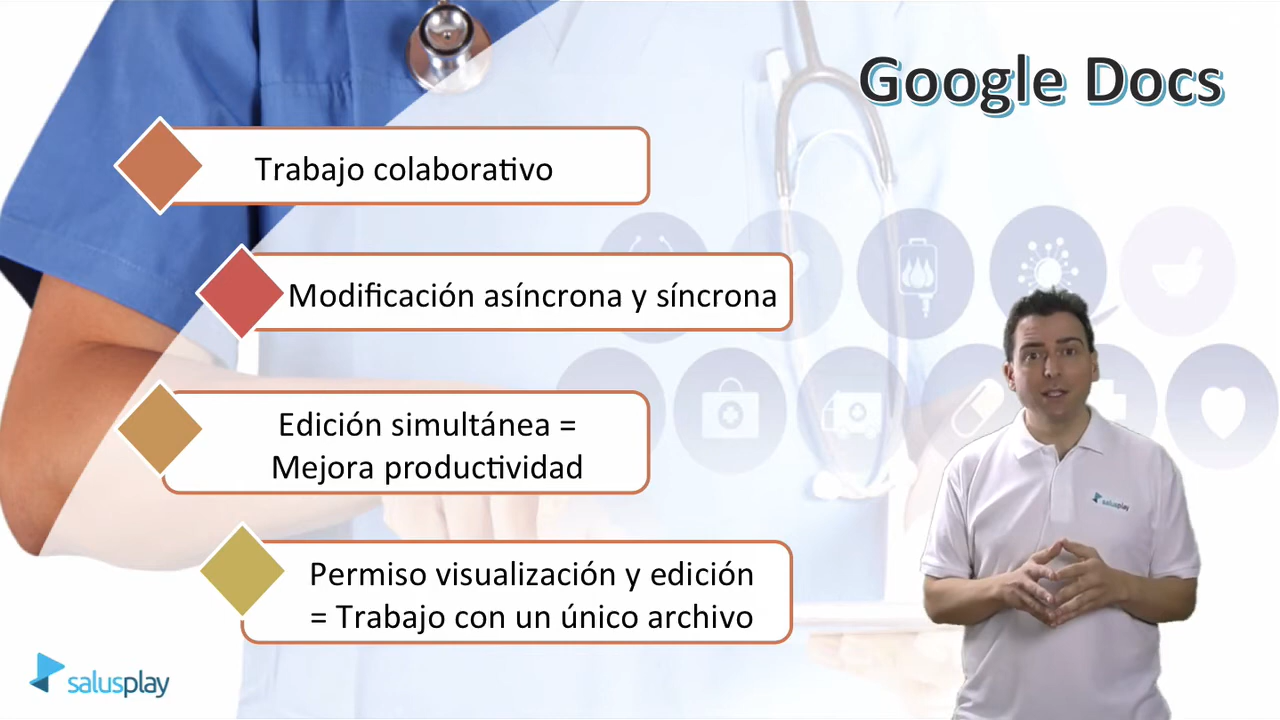 Google Docs
Trabajo colaborativo
Modificación asíncrona y síncrona
Edición simultánea =
Mejora productividad
Permiso visualización y edición
= Trabajo con un único archivo
salusplay
salusplay